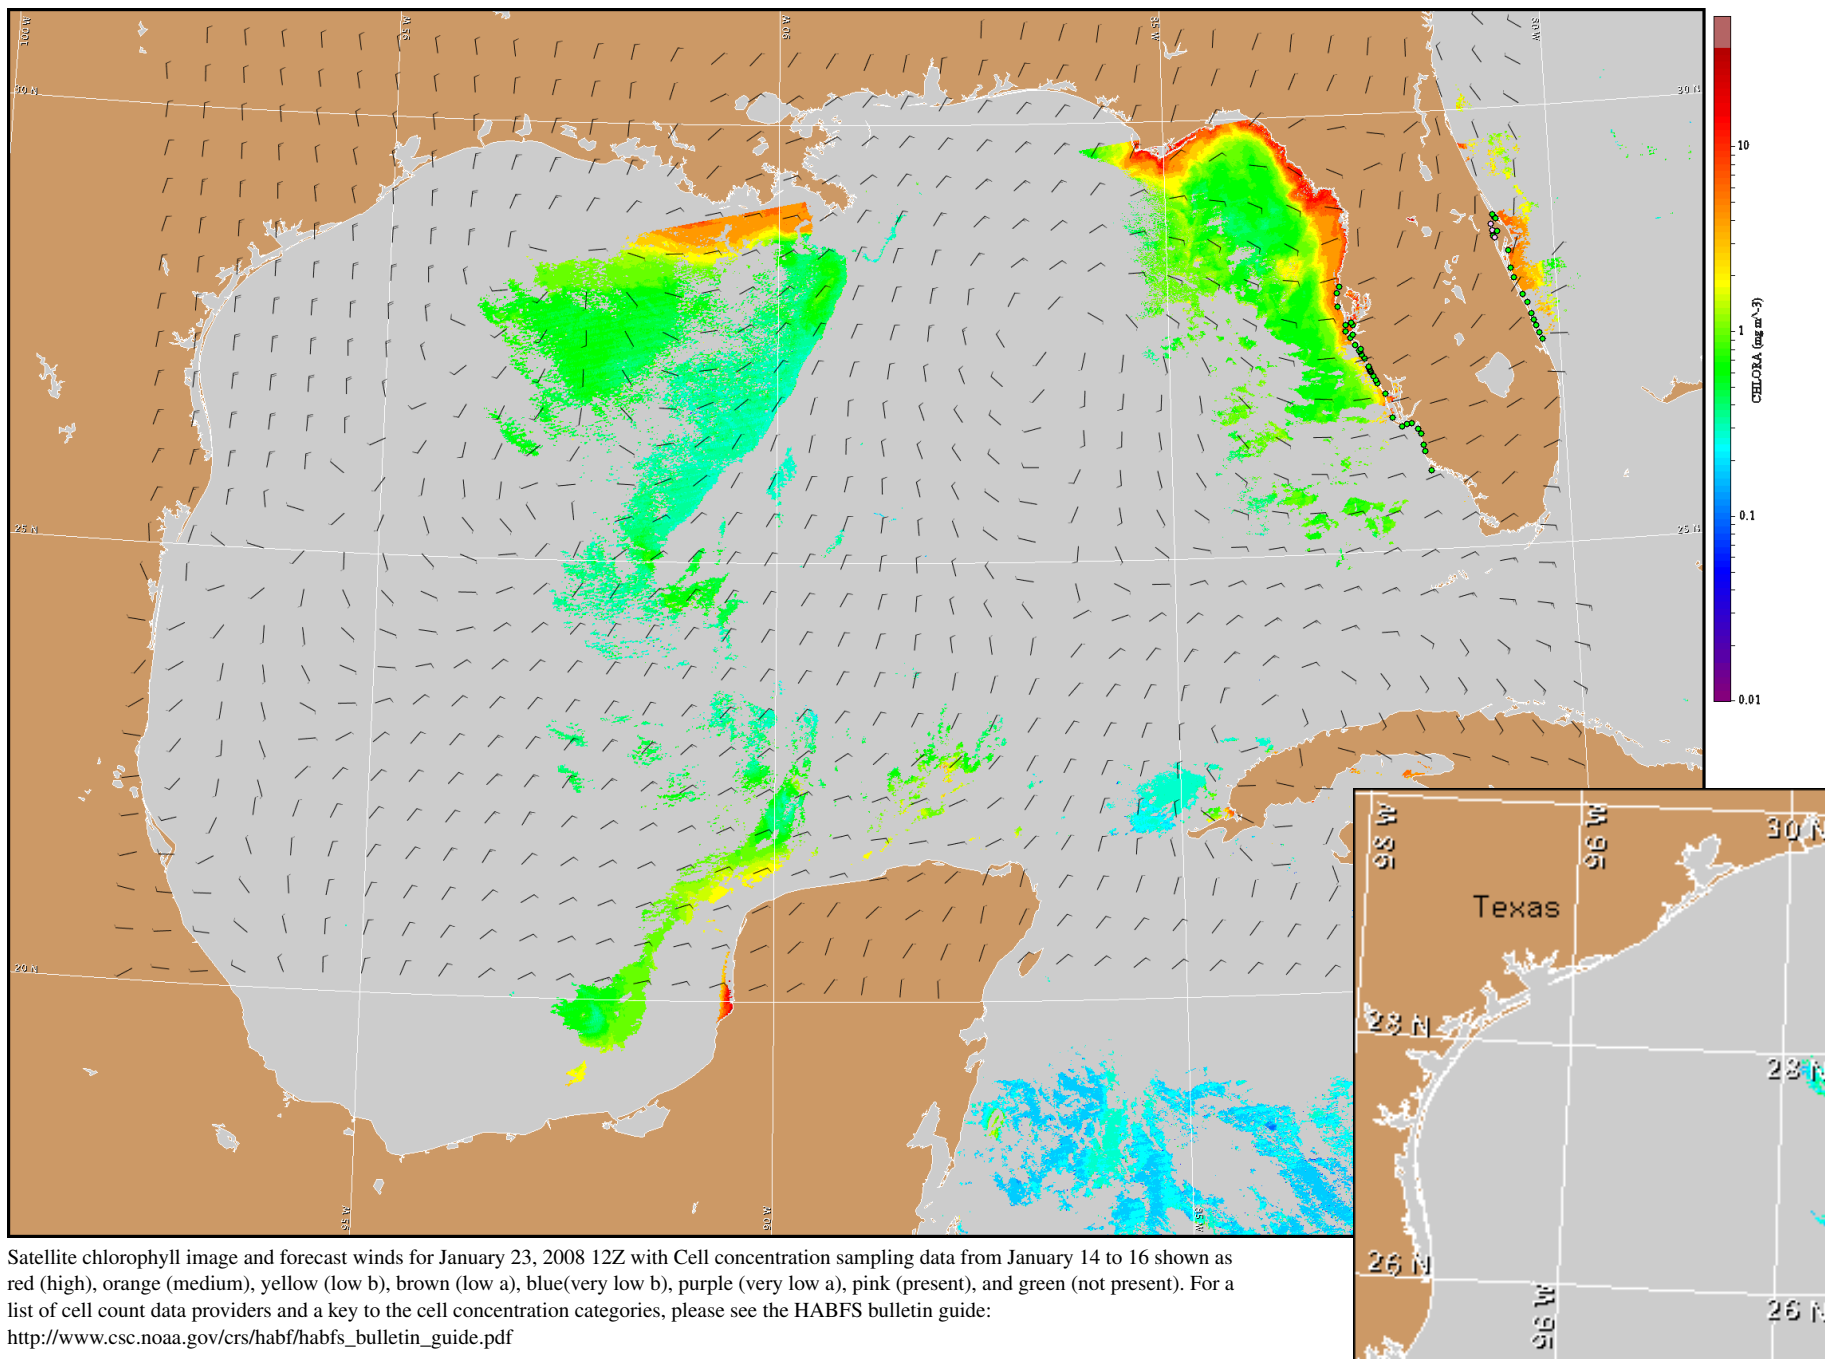 100 W
95 W
90 W
85 W
80 W
30 N
30 N
10
1
CHLORA (mg m^-3)
25 N
25 N
0.1
0.01
20 N
95 W
90 W
85 W
98 W
96 W
30 N
Texas
28 N
28 N
26 N
26 N
96 W
Satellite chlorophyll image and forecast winds for January 23, 2008 12Z with Cell concentration sampling data from January 14 to 16 shown as
red (high), orange (medium), yellow (low b), brown (low a), blue(very low b), purple (very low a), pink (present), and green (not present). For a
list of cell count data providers and a key to the cell concentration categories, please see the HABFS bulletin guide:
http://www.csc.noaa.gov/crs/habf/habfs_bulletin_guide.pdf